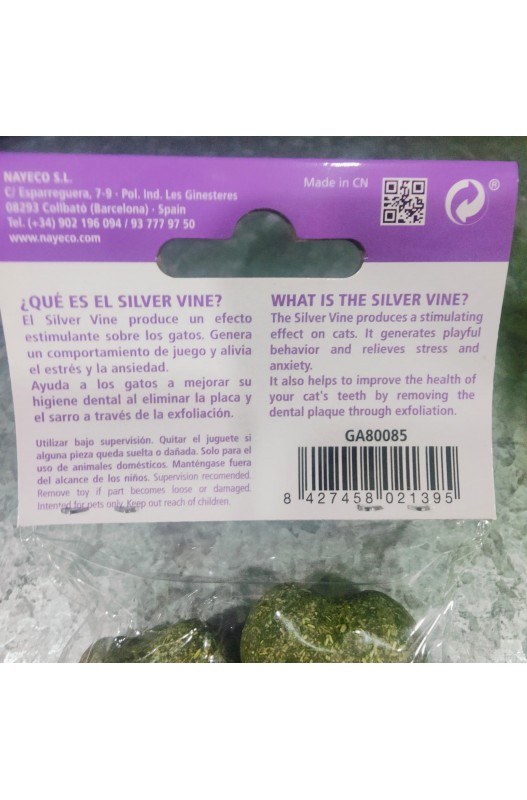 NAYECO S.L.
C/ Esparreguera, 7-9 · Pol. Ind. Les Ginesteres
08293 Collbató (Barcelona) · Spain
Tel. (+34) 902 196 094 / 93 777 97 50
www.nayeco.com
Made in CN
®
¿QUÉ ES EL SILVER VINE?
El Silver Vine produce un efecto
estimulante sobre los gatos. Genera
un comportamiento de juego y alivia
el estrés y la ansiedad.
Ayuda a los gatos a mejorar su
higiene dental al eliminar la placa y
el sarro a través de la exfoliación.
Utilizar bajo supervisión. Quitar el juguete si
alguna pieza queda suelta o dañada. Solo para el
uso de animales domésticos. Manténgase fuera
del alcance de los niños. Supervision recomended.
Remove toy if part becomes loose or damaged.
Intented for pets only. Keep out reach of children.
WHAT IS THE SILVER VINE?
The Silver Vine produces a stimulating
effect on cats. It generates playful
behavior and relieves stress and
anxiety.
It also helps to improve the health of
your cat's teeth by removing the
dental plaque through exfoliation.
GA80085
8 427458 021395